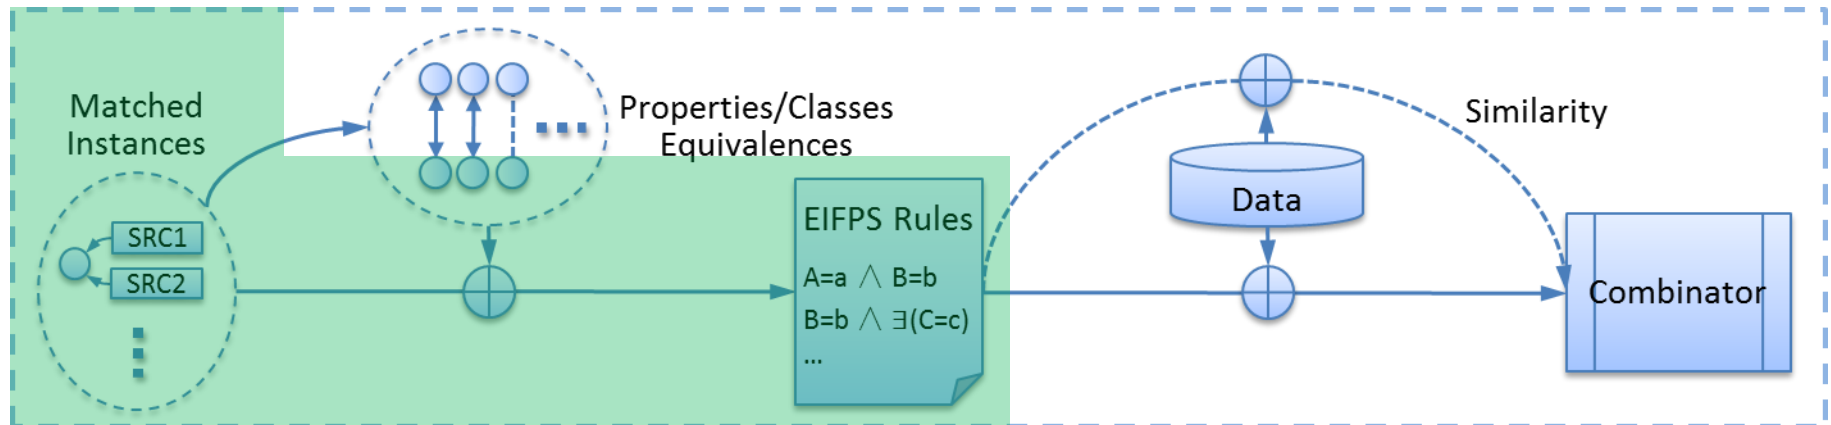 Matched
Instances
SRC1
SRC2
Properties/Classes
Equivalences
EIFPS Rules
A=a ∧ B=b
B=b ∧ ∃(C=c)
...
Data
Similarity
Combinator